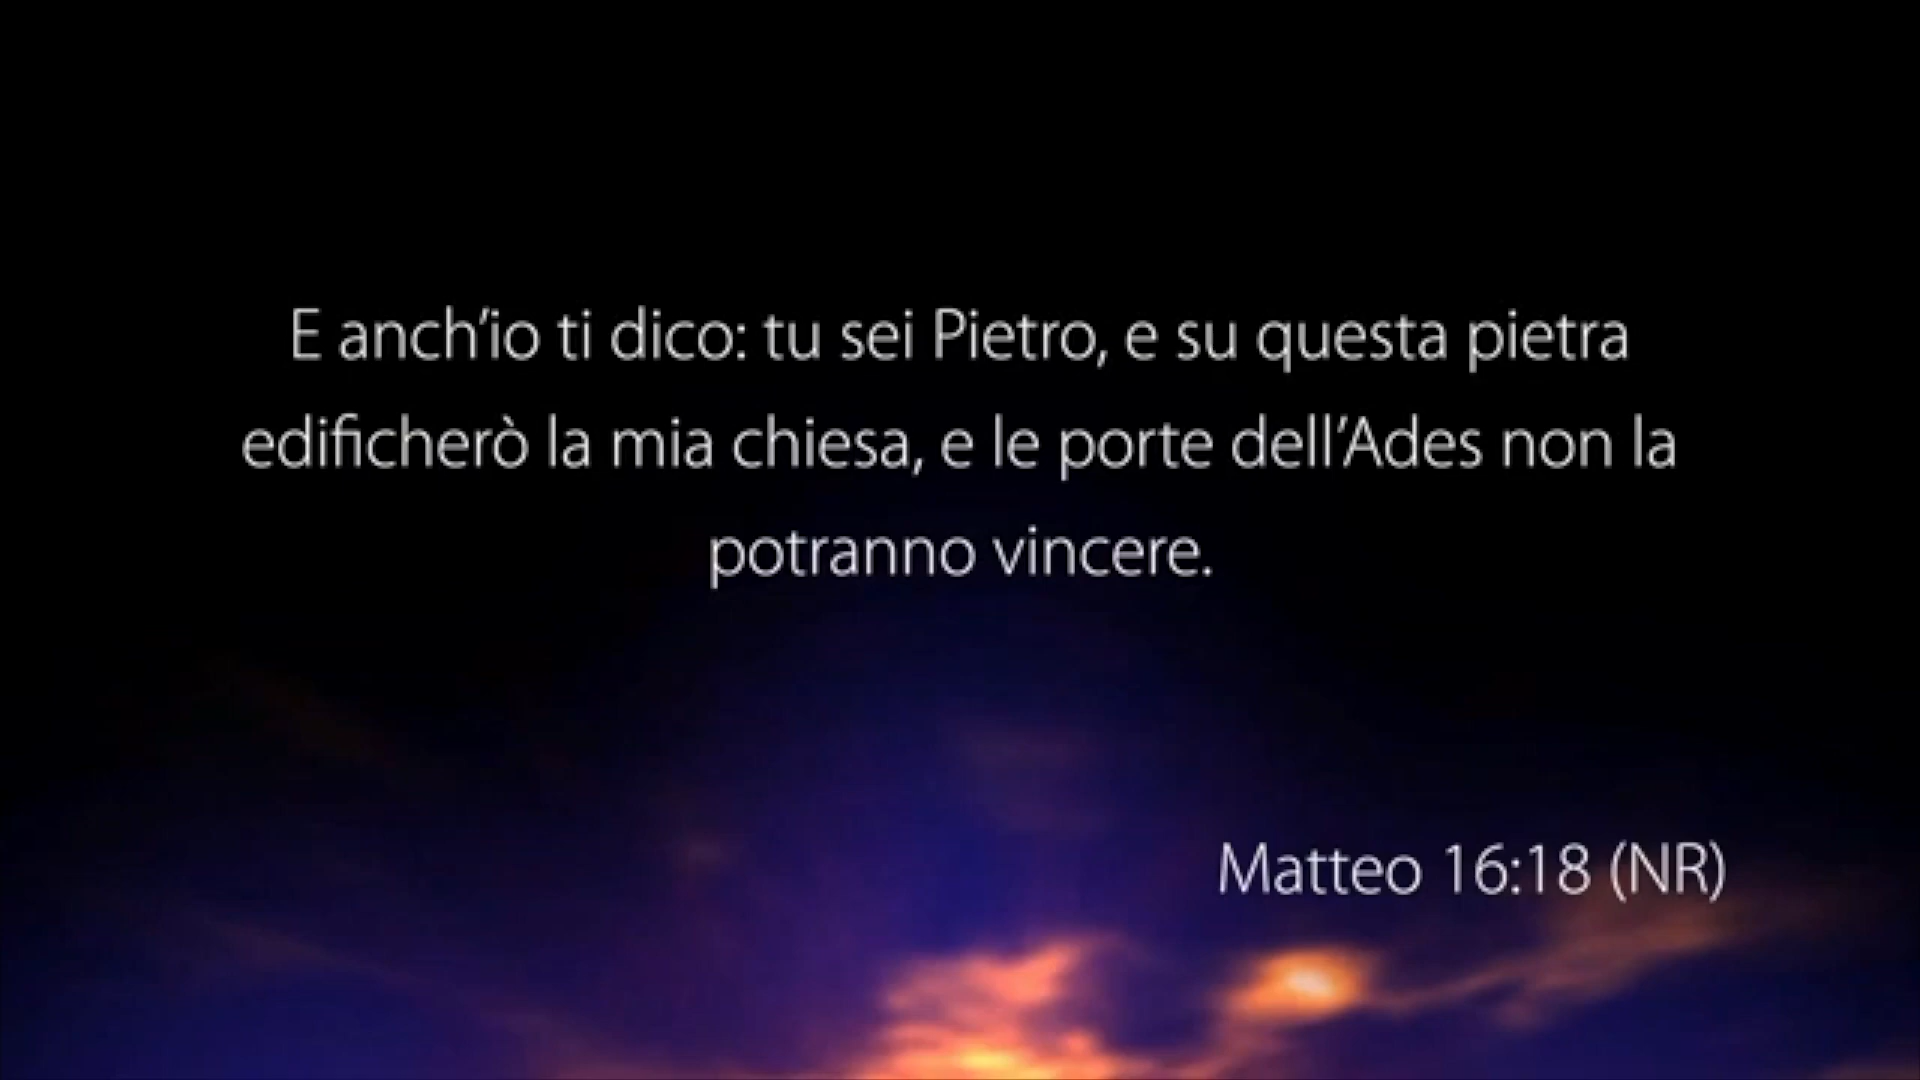 E anch’io ti dico: tu sei Pietro, e su questa pietra
edificherò la mia chiesa, e le porte dell’Ades non la
potranno vincere.
Matteo 16:18 (NR)